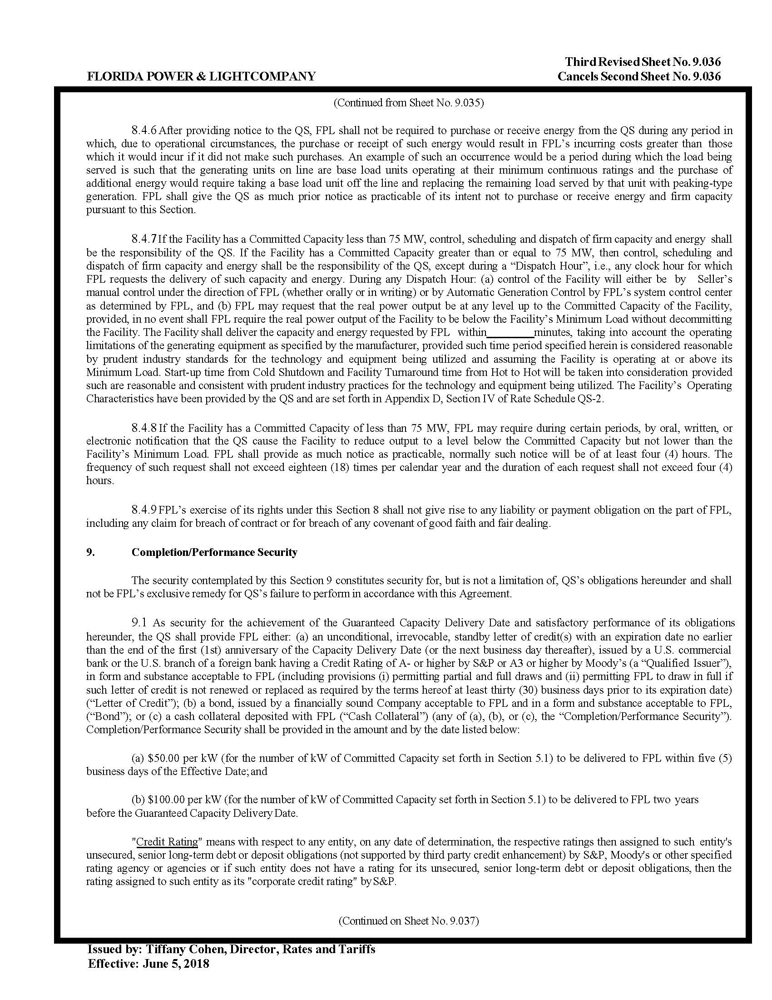 Third Revised Sheet No. 9.036
FLORIDA POWER & LIGHTCOMPANY Cancels Second Sheet No. 9.036
(Continued from Sheet No. 9.035)
8.4.6 After providing notice to the QS, FPL shall not be required to purchase or receive energy from the QS during any period in
which, due to operational circumstances, the purchase or receipt of such energy would result in FPL’s incurring costs greater than those
which it would incur if it did not make such purchases. An example of such an occurrence would be a period during which the load being
served is such that the generating units on line are base load units operating at their minimum continuous ratings and the purchase of
additional energy would require taking a base load unit off the line and replacing the remaining load served by that unit with peaking-type
generation. FPL shall give the QS as much prior notice as practicable of its intent not to purchase or receive energy and firm capacity
pursuant to this Section.
8.4.7 If the Facility has a Committed Capacity less than 75 MW, control, scheduling and dispatch of firm capacity and energy shall
be the responsibility of the QS. If the Facility has a Committed Capacity greater than or equal to 75 MW, then control, scheduling and
dispatch of firm capacity and energy shall be the responsibility of the QS, except during a “Dispatch Hour”, i.e., any clock hour for which
FPL requests the delivery of such capacity and energy. During any Dispatch Hour: (a) control of the Facility will either be by Seller’s
manual control under the direction of FPL (whether orally or in writing) or by Automatic Generation Control by FPL’s system control center
as determined by FPL, and (b) FPL may request that the real power output be at any level up to the Committed Capacity of the Facility,
provided, in no event shall FPL require the real power output of the Facility to be below the Facility’s Minimum Load without decommitting
the Facility. The Facility shall deliver the capacity and energy requested by FPL within________minutes, taking into account the operating
limitations of the generating equipment as specified by the manufacturer, provided such time period specified herein is considered reasonable
by prudent industry standards for the technology and equipment being utilized and assuming the Facility is operating at or above its
Minimum Load. Start-up time from Cold Shutdown and Facility Turnaround time from Hot to Hot will be taken into consideration provided
such are reasonable and consistent with prudent industry practices for the technology and equipment being utilized. The Facility’s Operating
Characteristics have been provided by the QS and are set forth in Appendix D, Section IV of Rate Schedule QS-2.
8.4.8 If the Facility has a Committed Capacity of less than 75 MW, FPL may require during certain periods, by oral, written, or
electronic notification that the QS cause the Facility to reduce output to a level below the Committed Capacity but not lower than the
Facility’s Minimum Load. FPL shall provide as much notice as practicable, normally such notice will be of at least four (4) hours. The
frequency of such request shall not exceed eighteen (18) times per calendar year and the duration of each request shall not exceed four (4)
hours.
8.4.9 FPL’s exercise of its rights under this Section 8 shall not give rise to any liability or payment obligation on the part of FPL,
including any claim for breach of contract or for breach of any covenant of good faith and fair dealing.
9. Completion/Performance Security
The security contemplated by this Section 9 constitutes security for, but is not a limitation of, QS’s obligations hereunder and shall
not be FPL’s exclusive remedy for QS’s failure to perform in accordance with this Agreement.
9.1 As security for the achievement of the Guaranteed Capacity Delivery Date and satisfactory performance of its obligations
hereunder, the QS shall provide FPL either: (a) an unconditional, irrevocable, standby letter of credit(s) with an expiration date no earlier
than the end of the first (1st) anniversary of the Capacity Delivery Date (or the next business day thereafter), issued by a U.S. commercial
bank or the U.S. branch of a foreign bank having a Credit Rating of A- or higher by S&P or A3 or higher by Moody’s (a “Qualified Issuer”),
in form and substance acceptable to FPL (including provisions (i) permitting partial and full draws and (ii) permitting FPL to draw in full if
such letter of credit is not renewed or replaced as required by the terms hereof at least thirty (30) business days prior to its expiration date)
(“Letter of Credit”); (b) a bond, issued by a financially sound Company acceptable to FPL and in a form and substance acceptable to FPL,
(“Bond”); or (c) a cash collateral deposited with FPL (“Cash Collateral”) (any of (a), (b), or (c), the “Completion/Performance Security”).
Completion/Performance Security shall be provided in the amount and by the date listed below:
(a) $50.00 per kW (for the number of kW of Committed Capacity set forth in Section 5.1) to be delivered to FPL within five (5)
business days of the Effective Date; and
(b) $100.00 per kW (for the number of kW of Committed Capacity set forth in Section 5.1) to be delivered to FPL two years
before the Guaranteed Capacity Delivery Date.
"Credit Rating" means with respect to any entity, on any date of determination, the respective ratings then assigned to such entity's
unsecured, senior long-term debt or deposit obligations (not supported by third party credit enhancement) by S&P, Moody's or other specified
rating agency or agencies or if such entity does not have a rating for its unsecured, senior long-term debt or deposit obligations, then the
rating assigned to such entity as its "corporate credit rating" by S&P.
(Continued on Sheet No. 9.037)
Issued by: Tiffany Cohen, Director, Rates and Tariffs
Effective: June 5, 2018